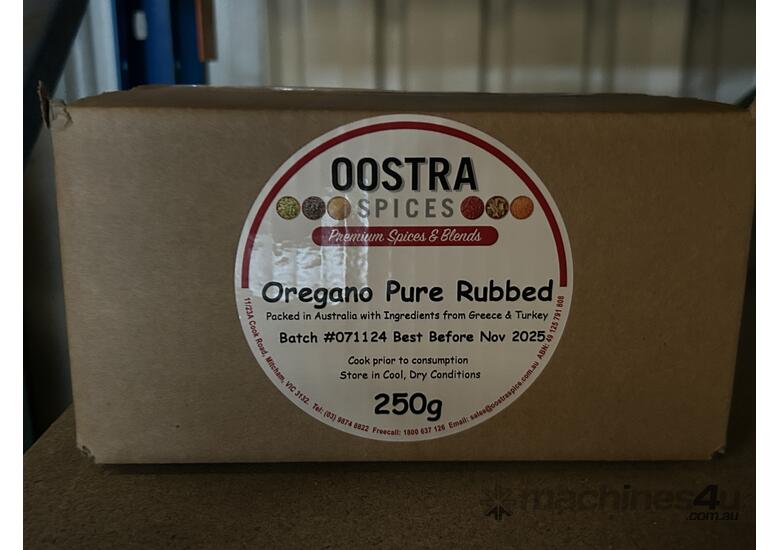 OOSTRA
SPICES
Premium Spices & Blends
Oregano Pure Rubbed
Packed in Australia with Ingredients from Greece & Turkey
Batch #071124 Best Before Nov 2025
Cook prior to consumption
Store in Cool, Dry Conditions
250g
11/23A Cook Road, Mitcham, VIC 3132. Tel: (03) 9874 8822 Freecall: 1800 637 126 Email: sales@oostraspice.com.au ABN: 49 125 791 808
machines4u
.com.au